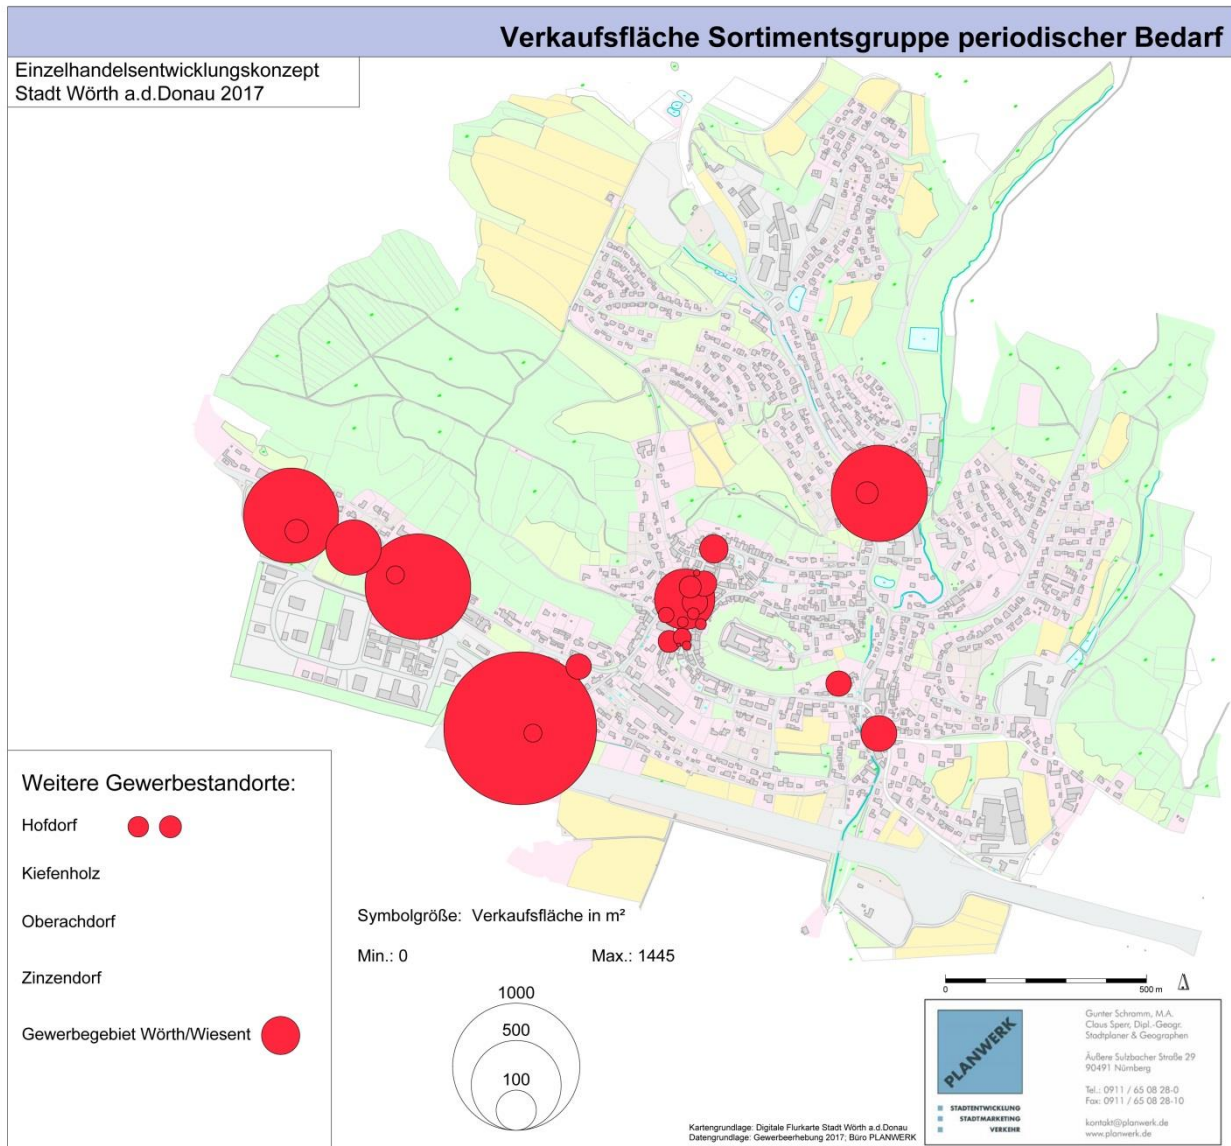 Verkaufsfläche Sortimentsgruppe periodischer Bedarf
Einzelhandelsentwicklungskonzept
Stadt Wörth a.d.Donau 2017
Weitere Gewerbestandorte:
Hofdorf
Kiefenholz
Oberachdorf
Zinzendorf
Gewerbegebiet Wörth/Wiesent
Symbolgröße: Verkaufsfläche in m²
Min.: 0 Max.: 1445
1000
500
100
0 500 m
PLANWERK
STADTENTWICKLUNG
STADTMARKETING
VERKEHR
Gunter Schramm, M.A.
Claus Sperr, Dipl.-Geogr.
Stadtplaner & Geographen
Äußere Sulzbacher Straße 29
90491 Nürnberg
Tel.: 0911 / 65 08 28-0
Fax: 0911 / 65 08 28-10
kontakt@planwerk.de
www.planwerk.de
Kartengrundlage: Digitale Flurkarte Stadt Wörth a.d.Donau
Datengrundlage: Gewerbeerhebung 2017; Büro PLANWERK